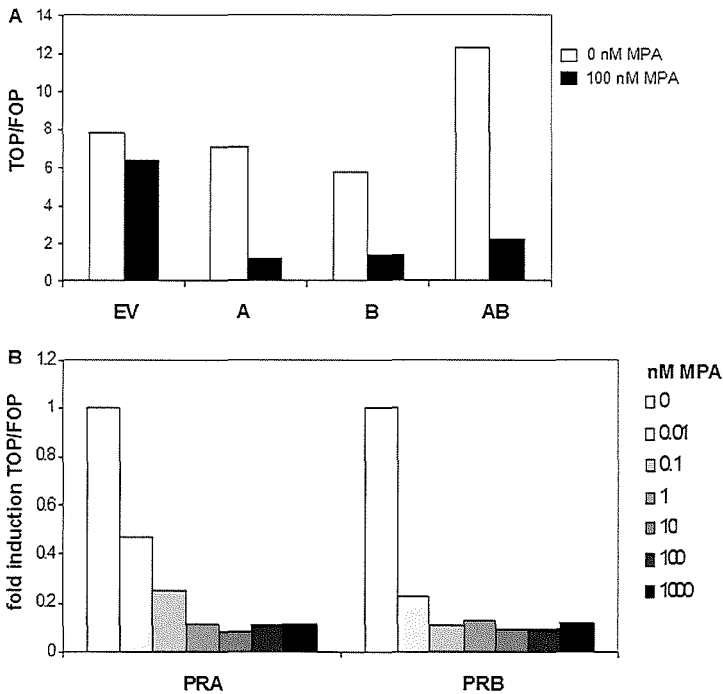 A
14
12
10
8
6
4
2
0
TOP/FOP
EV A B AB
0 nM MPA
100 nM MPA
B
1.2
1
0.8
0.6
0.4
0.2
0
fold induction TOP/FOP
PRA PRB
nM MPA
0
0.01
0.1
1
10
100
1000